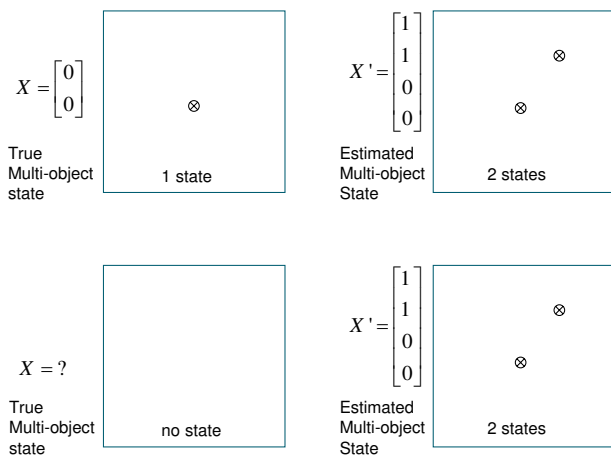 X = [0 0]
True
Multi-object
state
1 state
X ' = [1 1 0 0]
Estimated
Multi-object
State
2 states
X = ?
True
Multi-object
state
no state
X ' = [1 1 0 0]
Estimated
Multi-object
State
2 states